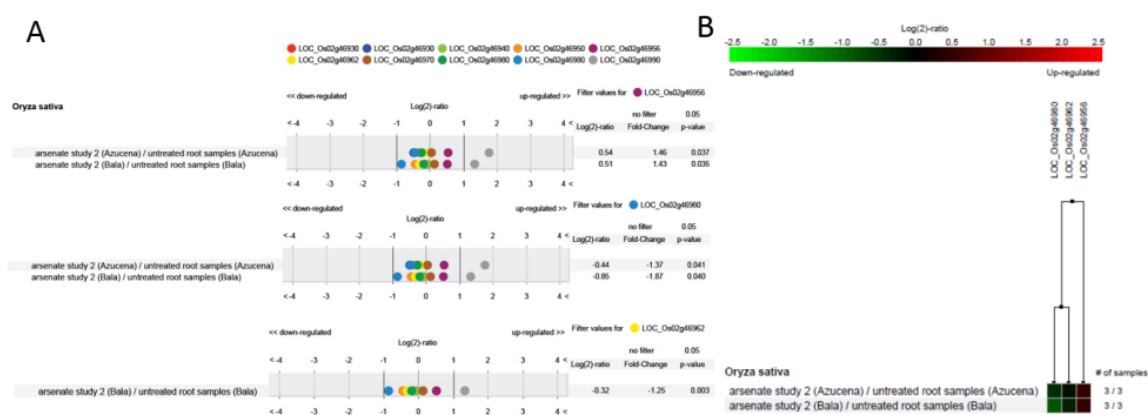 A
LOC_Os02g46930 LOC_Os02g46930 LOC_Os02g46940 LOC_Os02g46950 LOC_Os02g46956
LOC_Os02g46962 LOC_Os02g46970 LOC_Os02g46980 LOC_Os02g46980 LOC_Os02g46990
Oryza sativa
<< down-regulated up-regulated >> Filter values for LOC_Os02g46956
Log(2)-ratio no filter 0.05
<-4 -3 -2 -1 0 1 2 3 4 < Log(2)-ratio Fold-Change p-value
arsenate study 2 (Azucena) / untreated root samples (Azucena) 0.54 1.46 0.037
arsenate study 2 (Bala) / untreated root samples (Bala) 0.51 1.43 0.035
<-4 -3 -2 -1 0 1 2 3 4 <
<< down-regulated up-regulated >> Filter values for LOC_Os02g46980
Log(2)-ratio no filter 0.05
<-4 -3 -2 -1 0 1 2 3 4 < Log(2)-ratio Fold-Change p-value
arsenate study 2 (Azucena) / untreated root samples (Azucena) -0.44 -1.37 0.041
arsenate study 2 (Bala) / untreated root samples (Bala) -0.85 -1.87 0.040
<-4 -3 -2 -1 0 1 2 3 4 <
<< down-regulated up-regulated >> Filter values for LOC_Os02g46962
Log(2)-ratio no filter 0.05
<-4 -3 -2 -1 0 1 2 3 4 < Log(2)-ratio Fold-Change p-value
arsenate study 2 (Bala) / untreated root samples (Bala) -0.32 -1.25 0.003
<-4 -3 -2 -1 0 1 2 3 4 <
B
Log(2)-ratio
-2.5 -2.0 -1.5 -1.0 -0.5 0.0 0.5 1.0 1.5 2.0 2.5
Down-regulated Up-regulated
LOC_Os02g46980
LOC_Os02g46962
LOC_Os02g46956
Oryza sativa # of samples
arsenate study 2 (Azucena) / untreated root samples (Azucena) 3 / 3
arsenate study 2 (Bala) / untreated root samples (Bala) 3 / 3